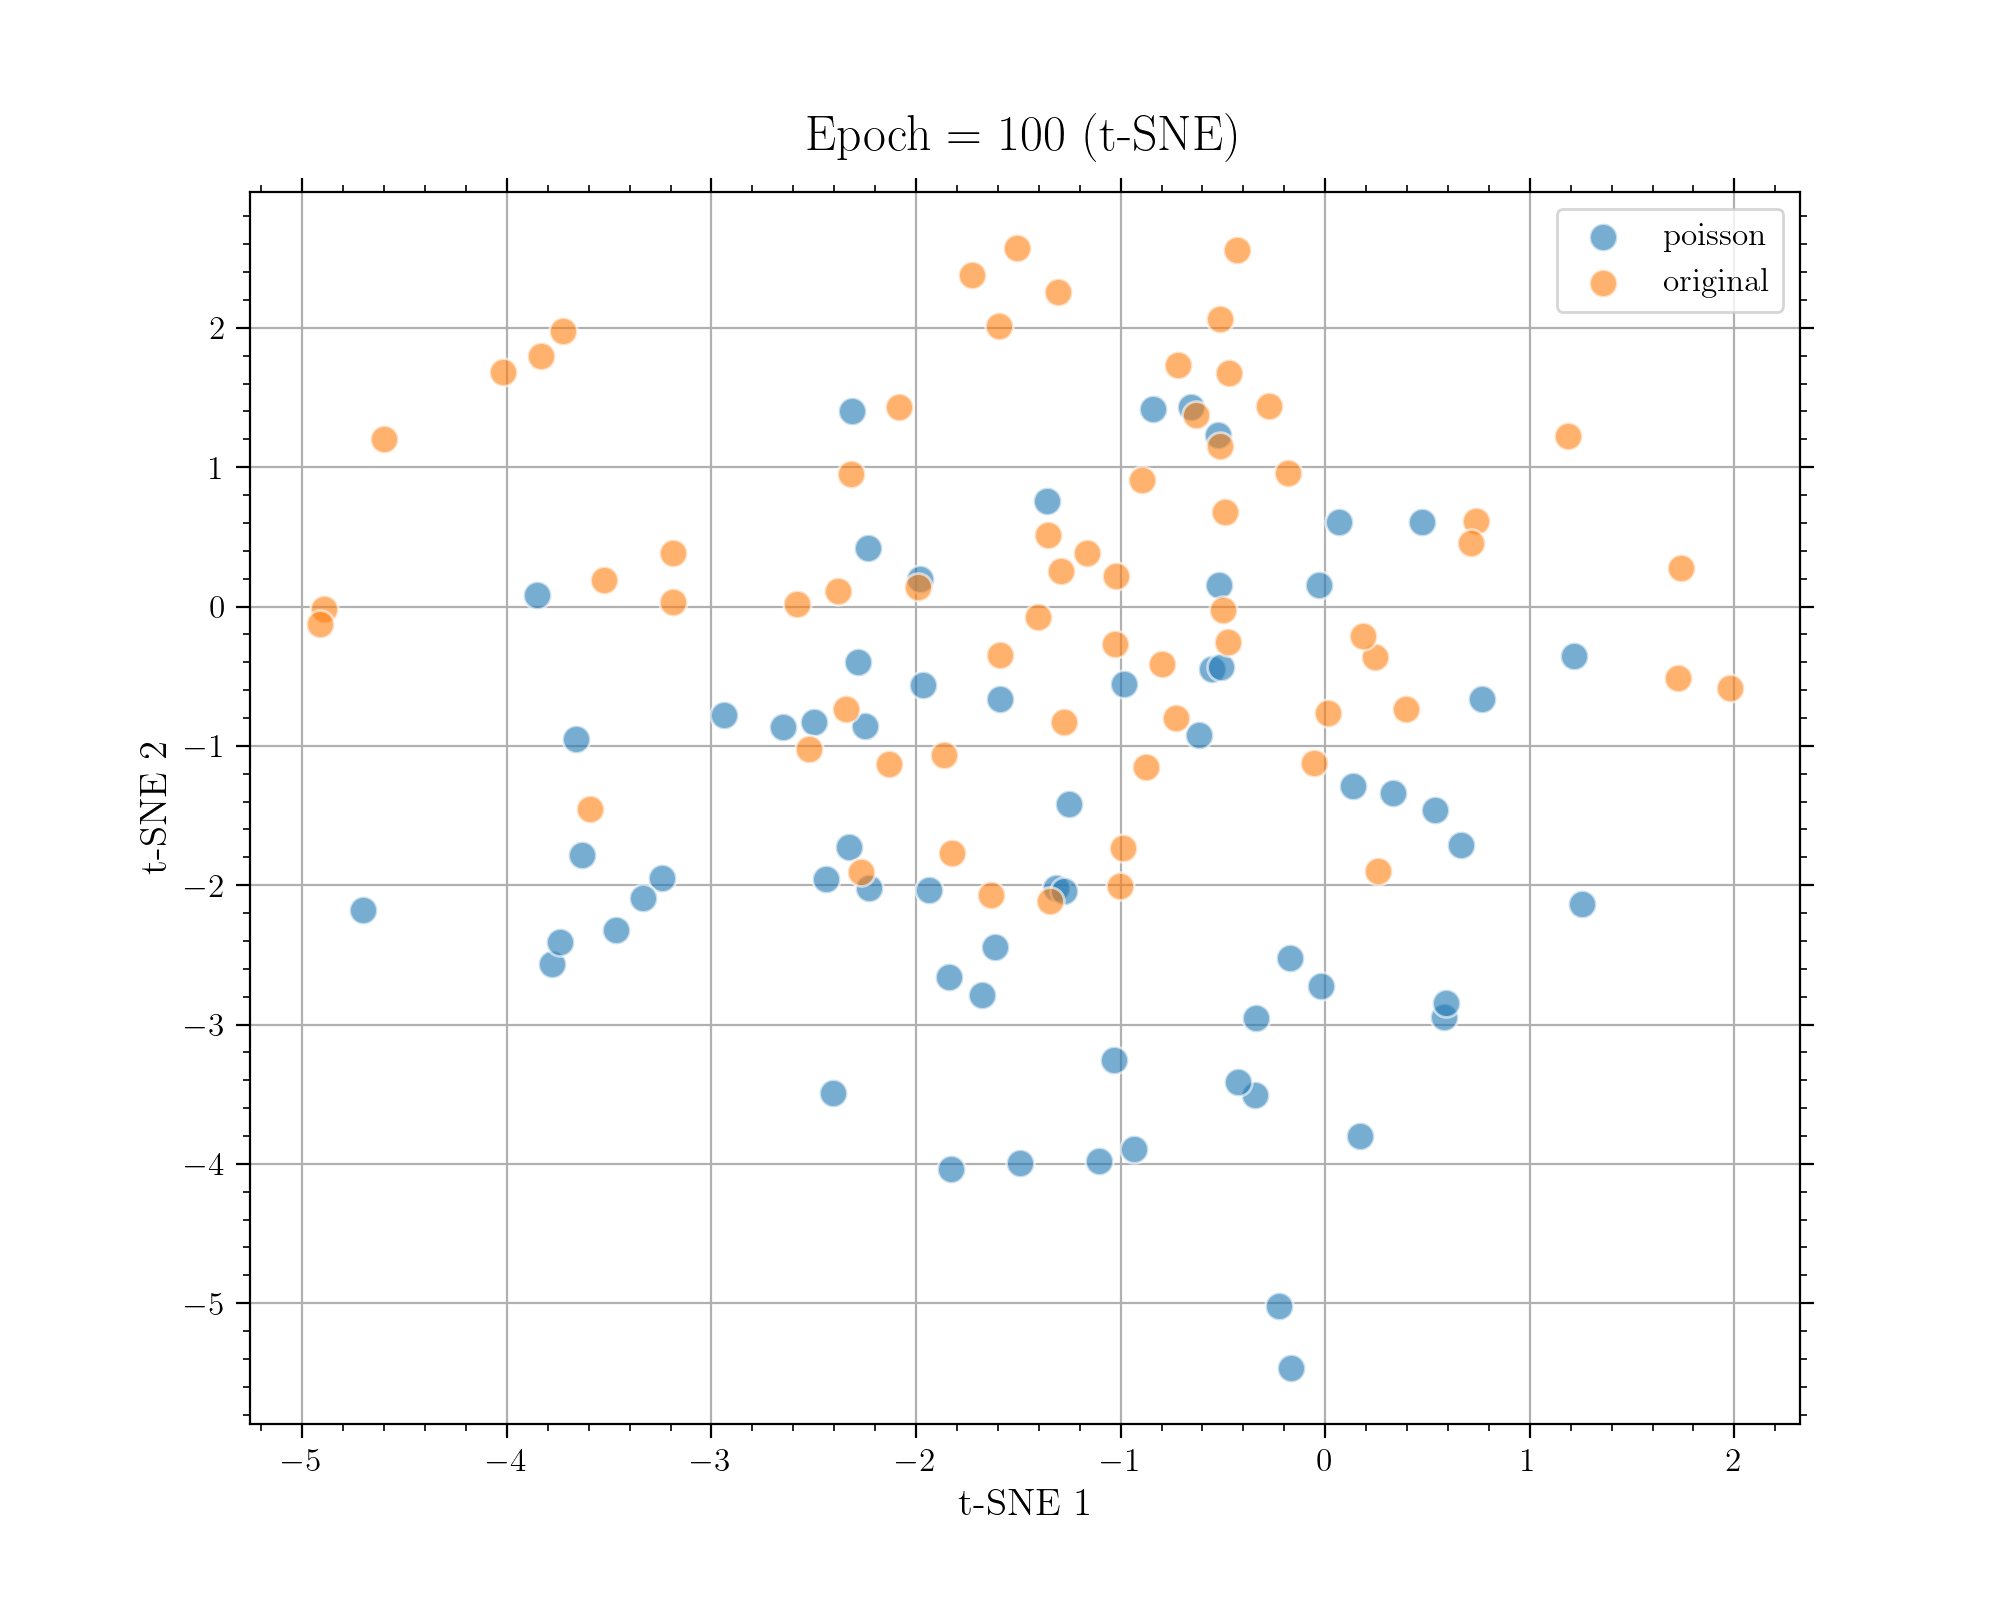 Epoch = 100 (t-SNE)
poisson
original
2
1
0
−1
−2
−3
−4
−5
t-SNE 2
−5 −4 −3 −2 −1 0 1 2
t-SNE 1